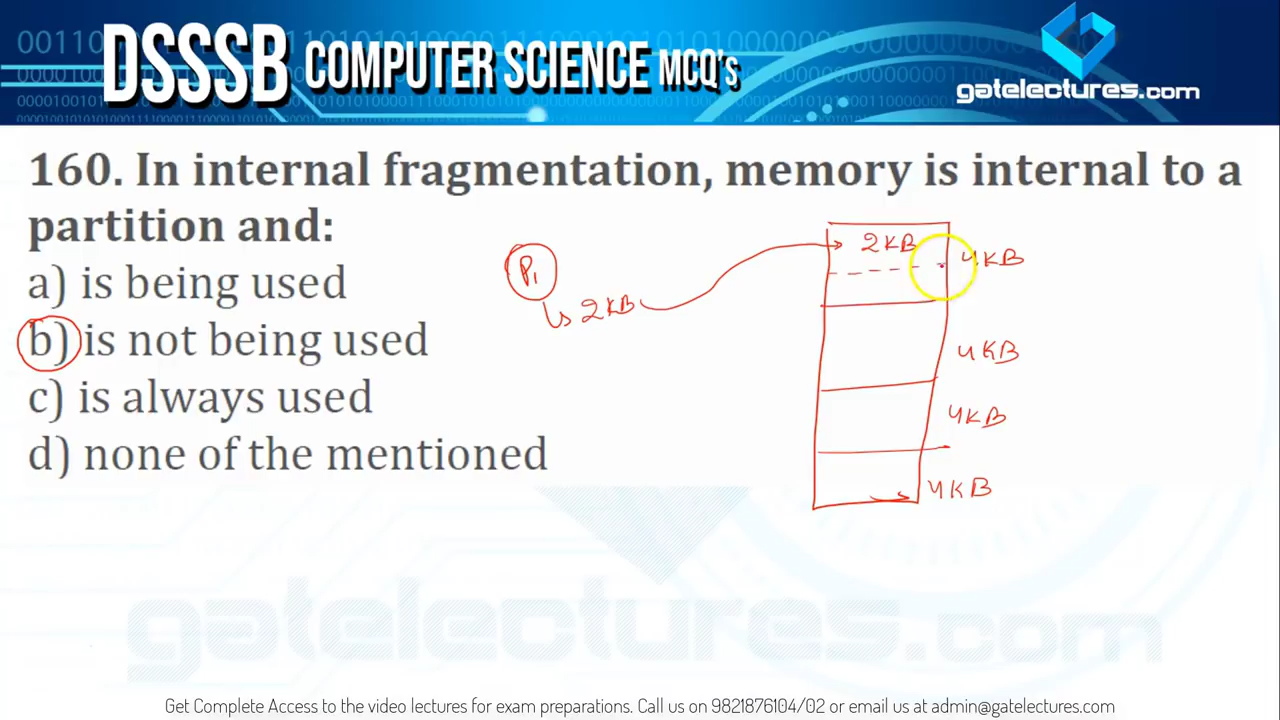 DSSSB COMPUTER SCIENCE MCQ's
gatelectures.com
160. In internal fragmentation, memory is internal to a
partition and:
a) is being used
b) is not being used
c) is always used
d) none of the mentioned
P1
2KB
2KB
4KB
4KB
4KB
4KB
gatelectures.com
Get Complete Access to the video lectures for exam preparations. Call us on 9821876104/02 or email us at admin@gatelectures.com